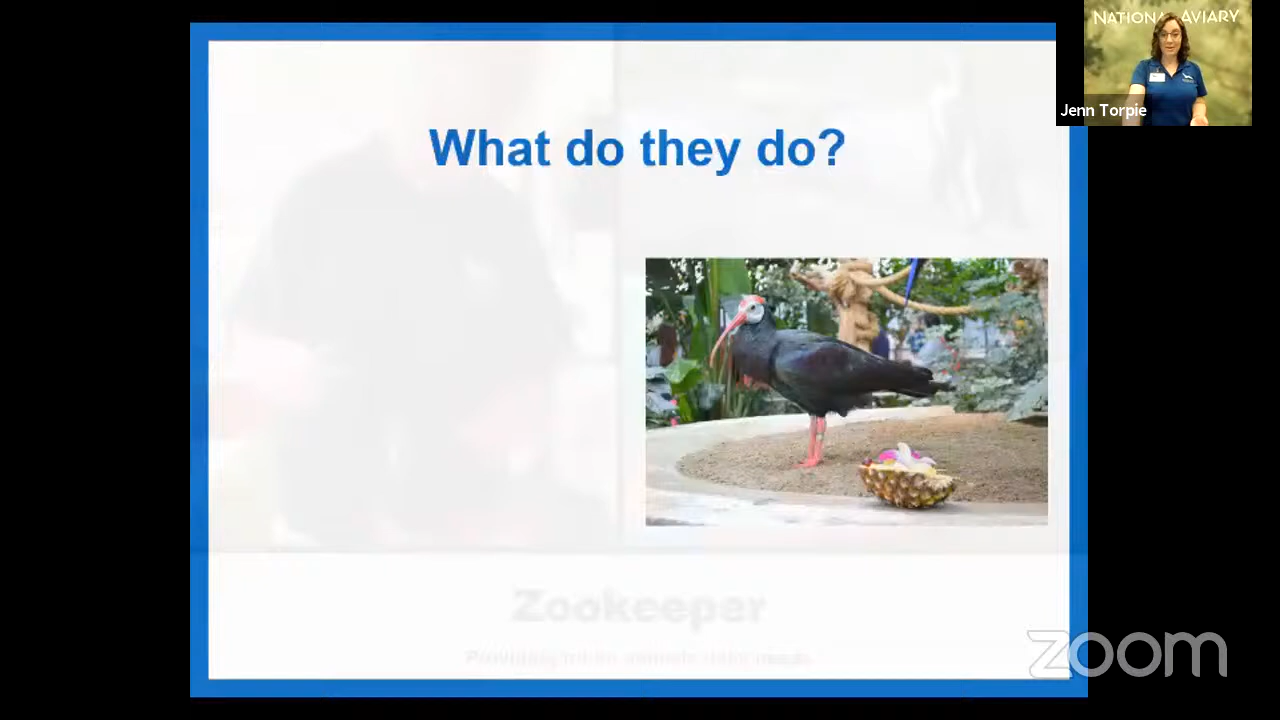 NATIONAL AVIARY
Jenn Torpie
What do they do?
Zookeeper
zoom